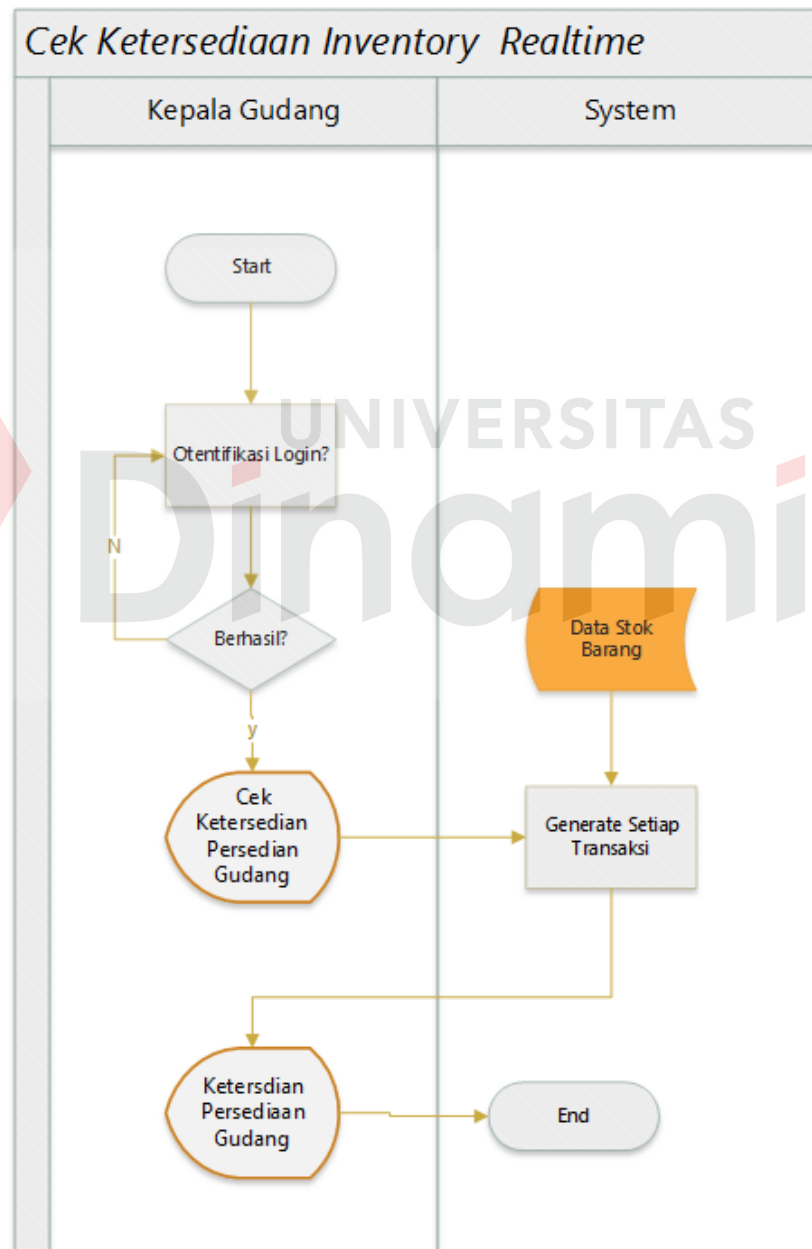 Cek Ketersediaan Inventory Realtime
Kepala Gudang
System
Start
UNIVERSITAS
Otentifikasi Login?
Dinami
N
Berhasil?
Data Stok
Barang
y
Cek
Ketersedian
Persedian
Gudang
Generate Setiap
Transaksi
Ketersdian
Persediaan
Gudang
End